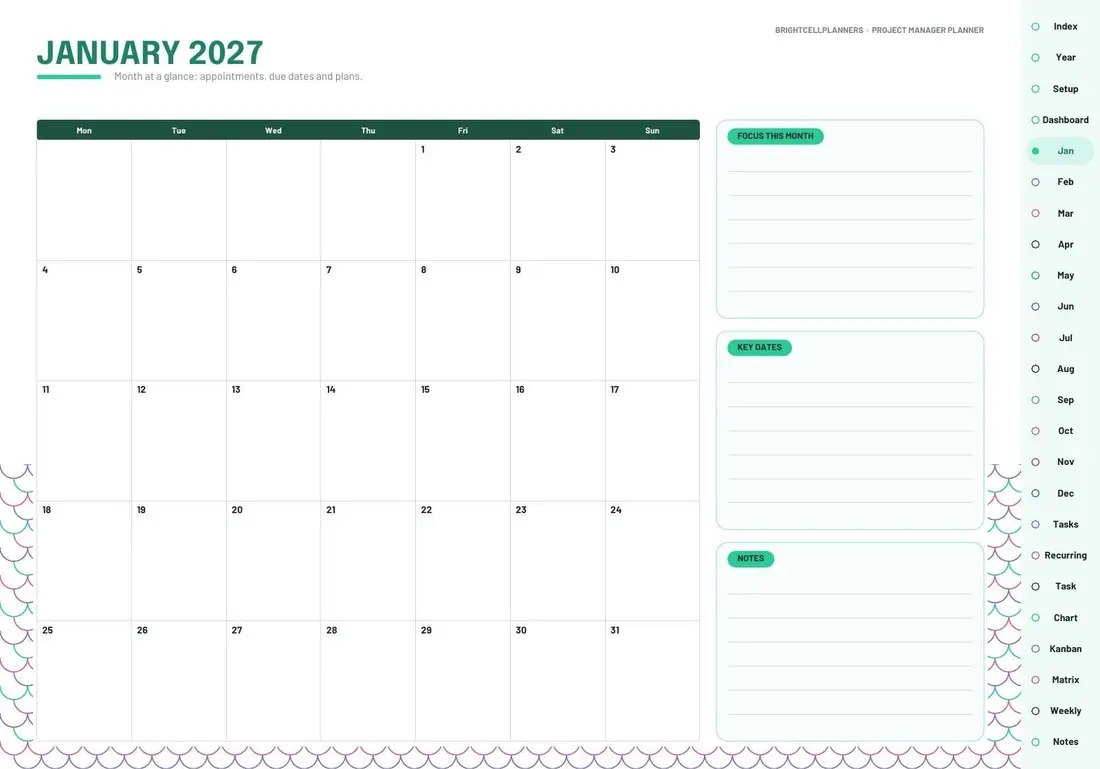 JANUARY 2027
BRIGHTCELLPLANNERS · PROJECT MANAGER PLANNER
Month at a glance: appointments, due dates and plans.
Mon Tue Wed Thu Fri Sat Sun
1 2 3
4 5 6 7 8 9 10
11 12 13 14 15 16 17
18 19 20 21 22 23 24
25 26 27 28 29 30 31
FOCUS THIS MONTH
KEY DATES
NOTES
Index
Year
Setup
Dashboard
Jan
Feb
Mar
Apr
May
Jun
Jul
Aug
Sep
Oct
Nov
Dec
Tasks
Recurring
Task
Chart
Kanban
Matrix
Weekly
Notes